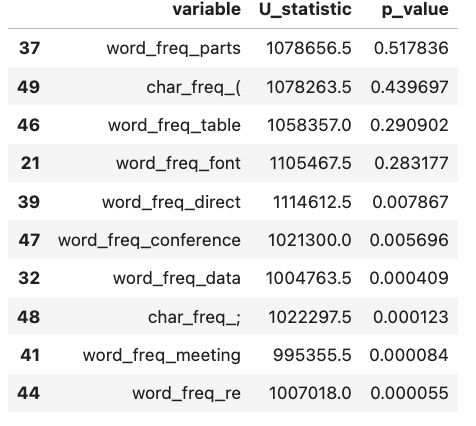 variable U_statistic p_value
37 word_freq_parts 1078656.5 0.517836
49 char_freq_( 1078263.5 0.439697
46 word_freq_table 1058357.0 0.290902
21 word_freq_font 1105467.5 0.283177
39 word_freq_direct 1114612.5 0.007867
47 word_freq_conference 1021300.0 0.005696
32 word_freq_data 1004763.5 0.000409
48 char_freq_; 1022297.5 0.000123
41 word_freq_meeting 995355.5 0.000084
44 word_freq_re 1007018.0 0.000055